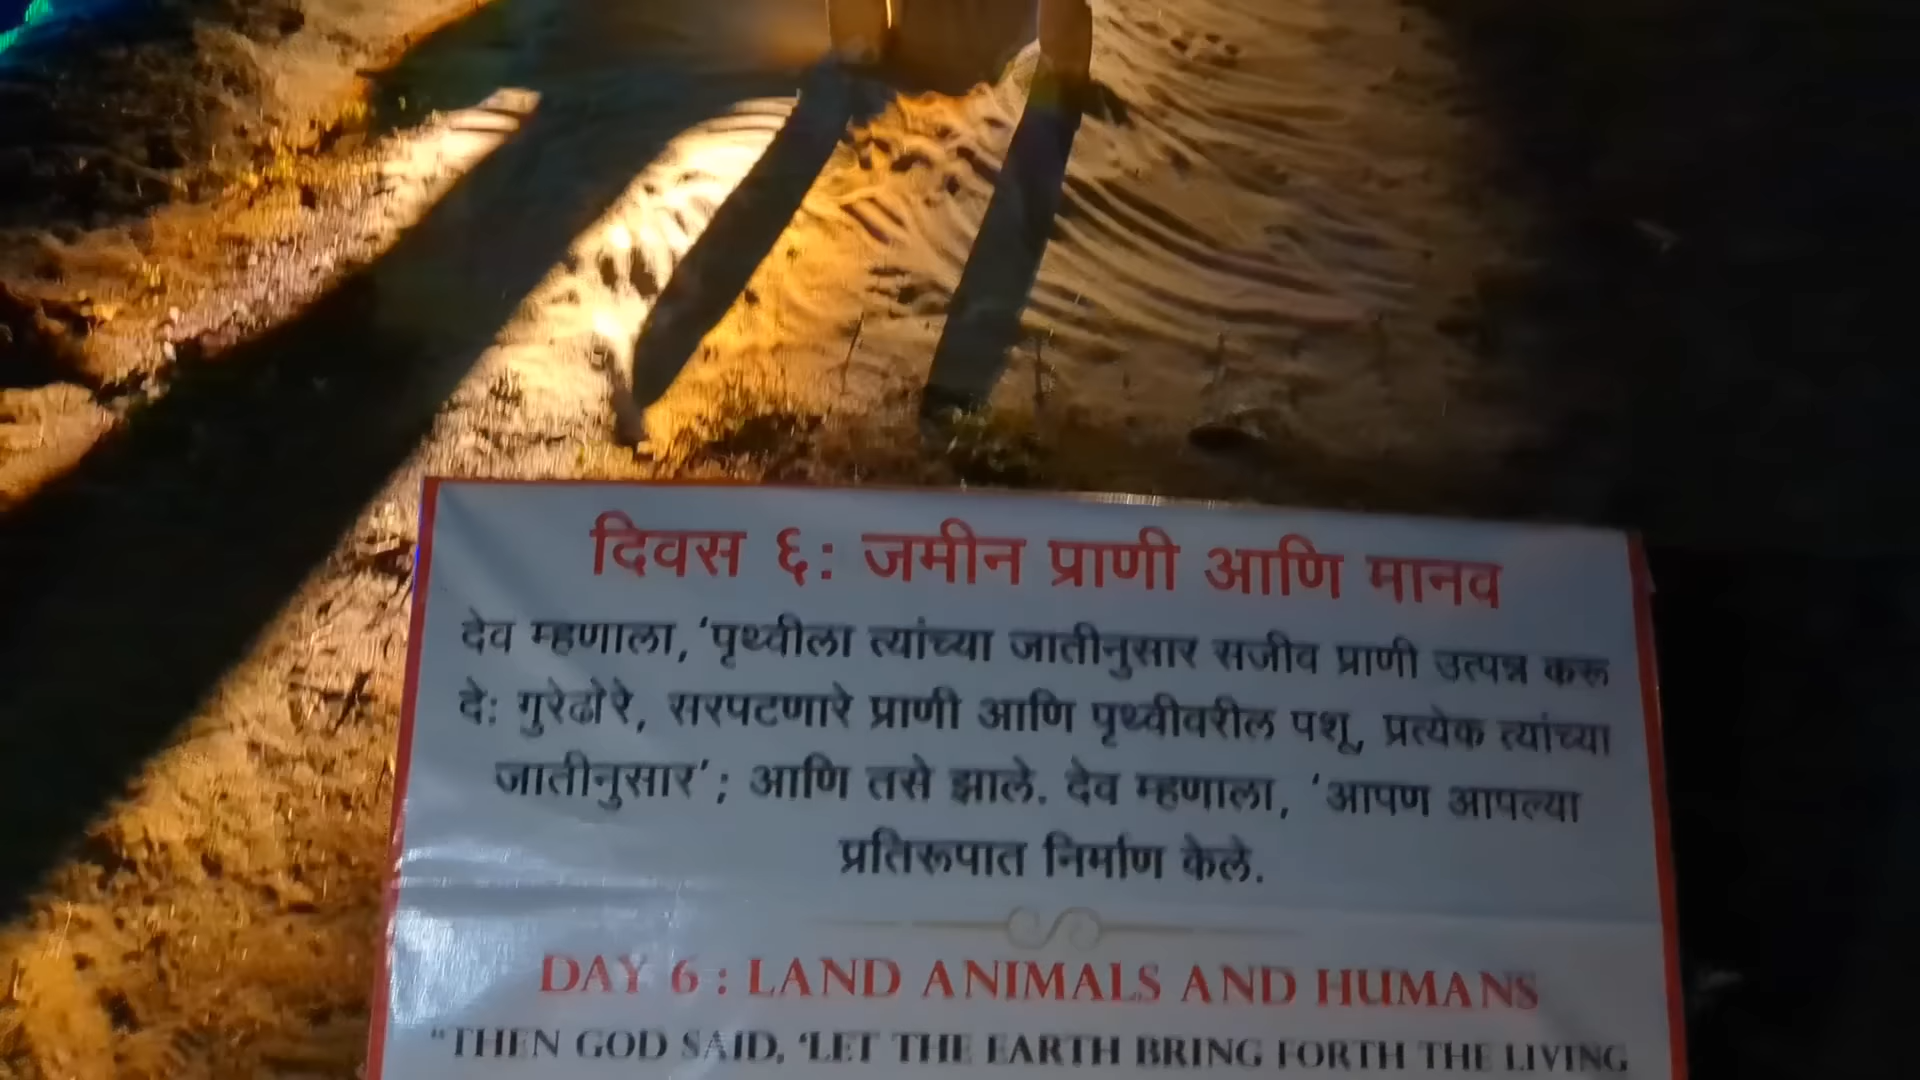 दिवस ६: जमीन प्राणी आणि मानव
देव म्हणाला, ‘पृथ्वीला त्यांच्या जातीनुसार सजीव प्राणी उत्पन्न करू
दे: गुरेढोरे, सरपटणारे प्राणी आणि पृथ्वीवरील पशू, प्रत्येक त्यांच्या
जातीनुसार’; आणि तसे झाले. देव म्हणाला, ‘आपण आपल्या
प्रतिरूपात निर्माण केले.
DAY 6 : LAND ANIMALS AND HUMANS
“THEN GOD SAID, ‘LET THE EARTH BRING FORTH THE LIVING